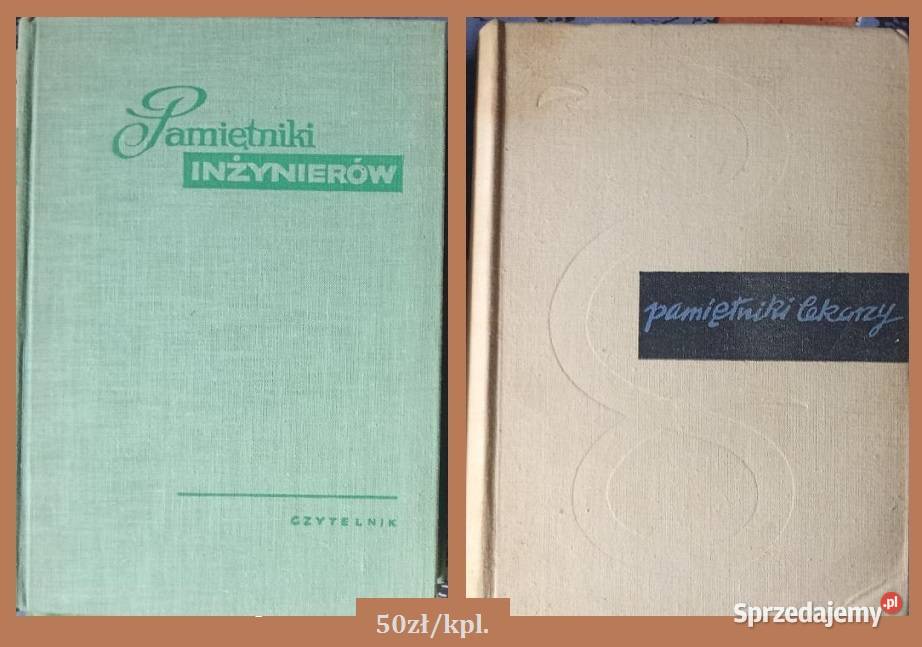 Pamiętniki
INŻYNIERÓW
CZYTELNIK
pamiętniki lekarzy
50zł/kpl.
Sprzedajemy.pl